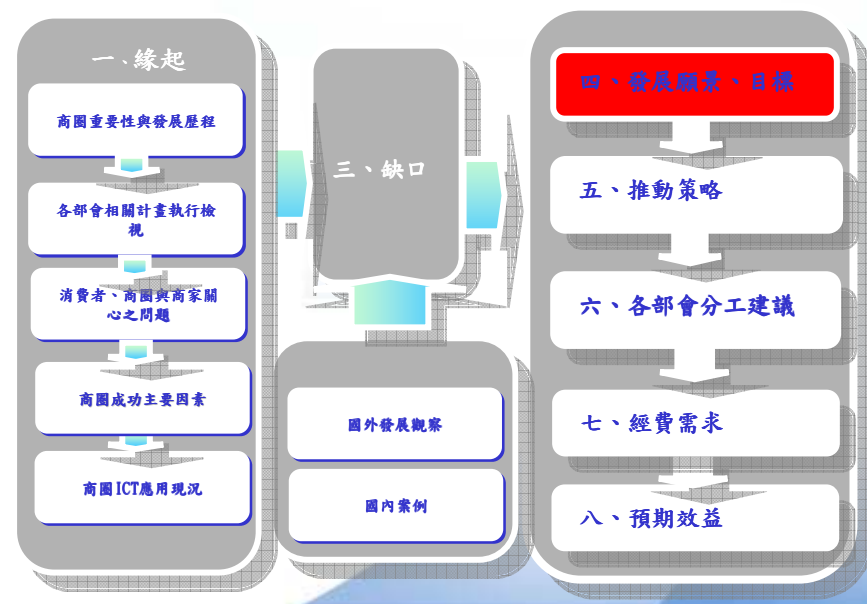 一、緣起
商圈重要性與發展歷程
各部會相關計畫執行檢
視
消費者、商圈與商家關
心之問題
商圈成功主要因素
商圈ICT應用現況
三、缺口
國外發展觀察
國內案例
四、發展願景、目標
五、推動策略
六、各部會分工建議
七、經費需求
八、預期效益